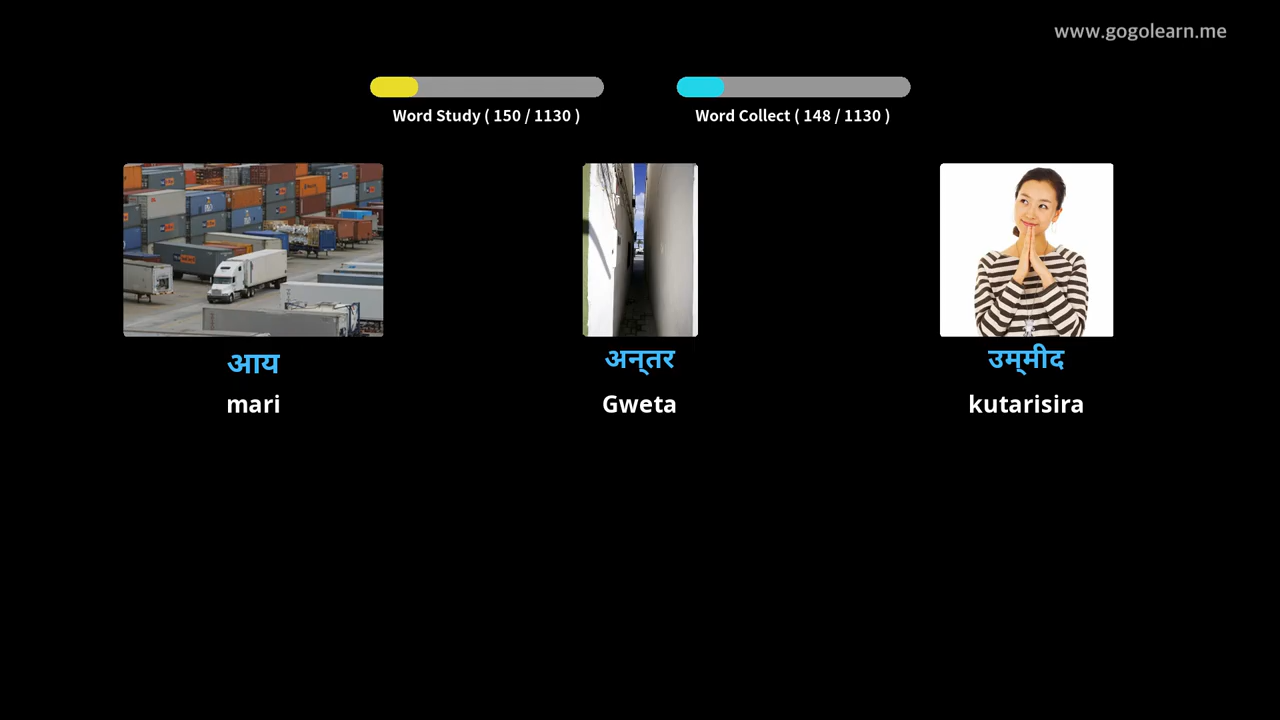 www.gogolearn.me
Word Study ( 150 / 1130 )
Word Collect ( 148 / 1130 )
आय
mari
अन्‌तर
Gweta
उम्‌मीद
kutarisira